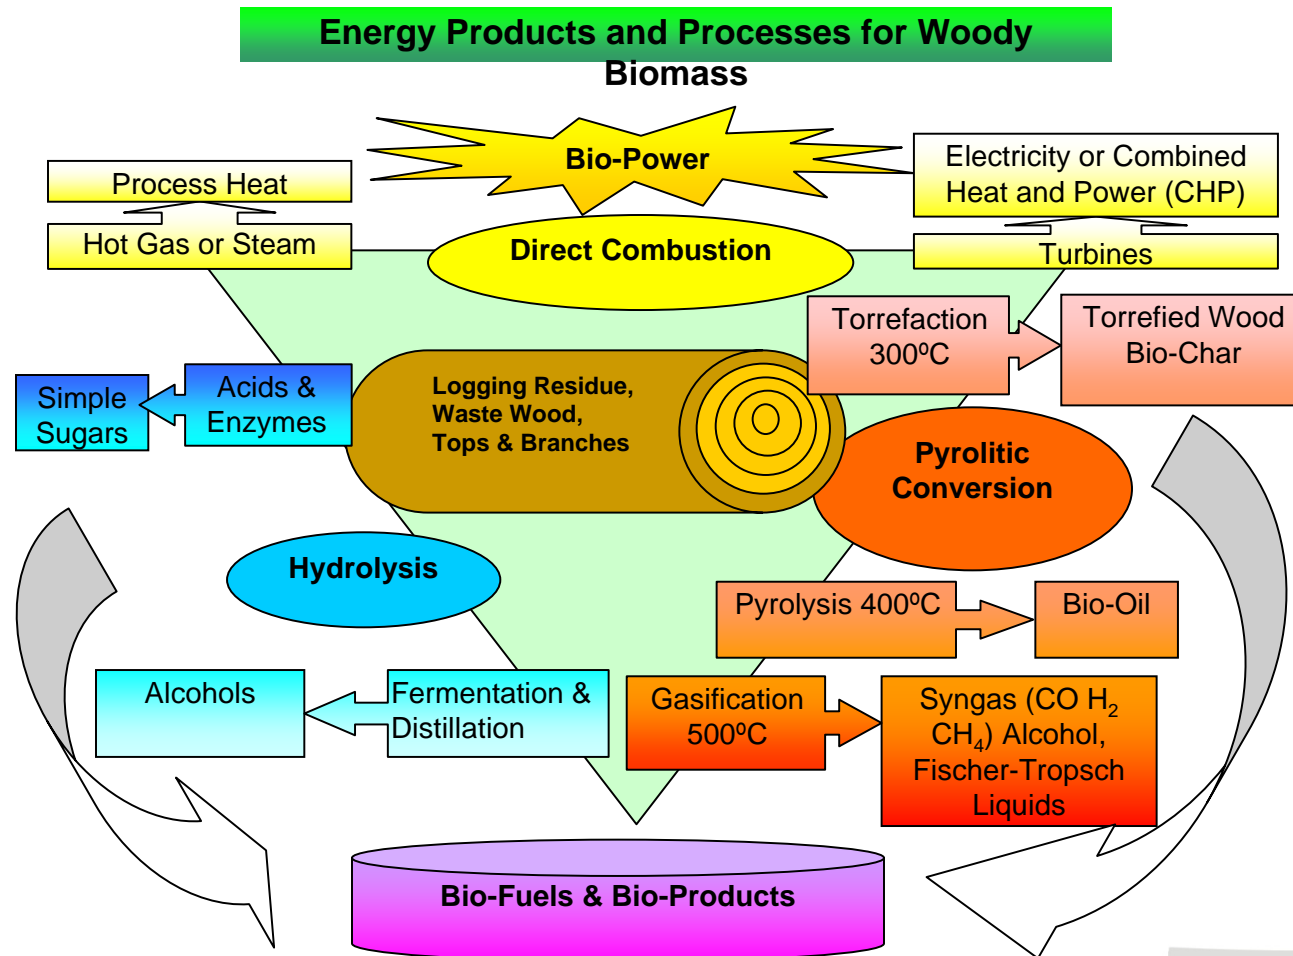 Energy Products and Processes for Woody
Biomass
Bio-Power
Process Heat
Hot Gas or Steam
Direct Combustion
Electricity or Combined
Heat and Power (CHP)
Turbines
Torrefaction
300ºC
Torrefied Wood
Bio-Char
Simple
Sugars
Acids &
Enzymes
Logging Residue,
Waste Wood,
Tops & Branches
Pyrolitic
Conversion
Hydrolysis
Pyrolysis 400ºC
Bio-Oil
Alcohols
Fermentation &
Distillation
Gasification
500ºC
Syngas (CO H₂
CH₄) Alcohol,
Fischer-Tropsch
Liquids
Bio-Fuels & Bio-Products